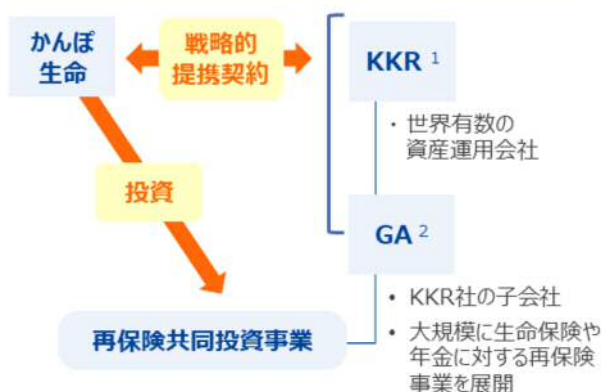 かんぽ
生命
戦略的
提携契約
KKR 1
・ 世界有数の
資産運用会社
投資
GA 2
• KKR社の子会社
• 大規模に生命保険や
年金に対する再保険
事業を展開
再保険共同投資事業